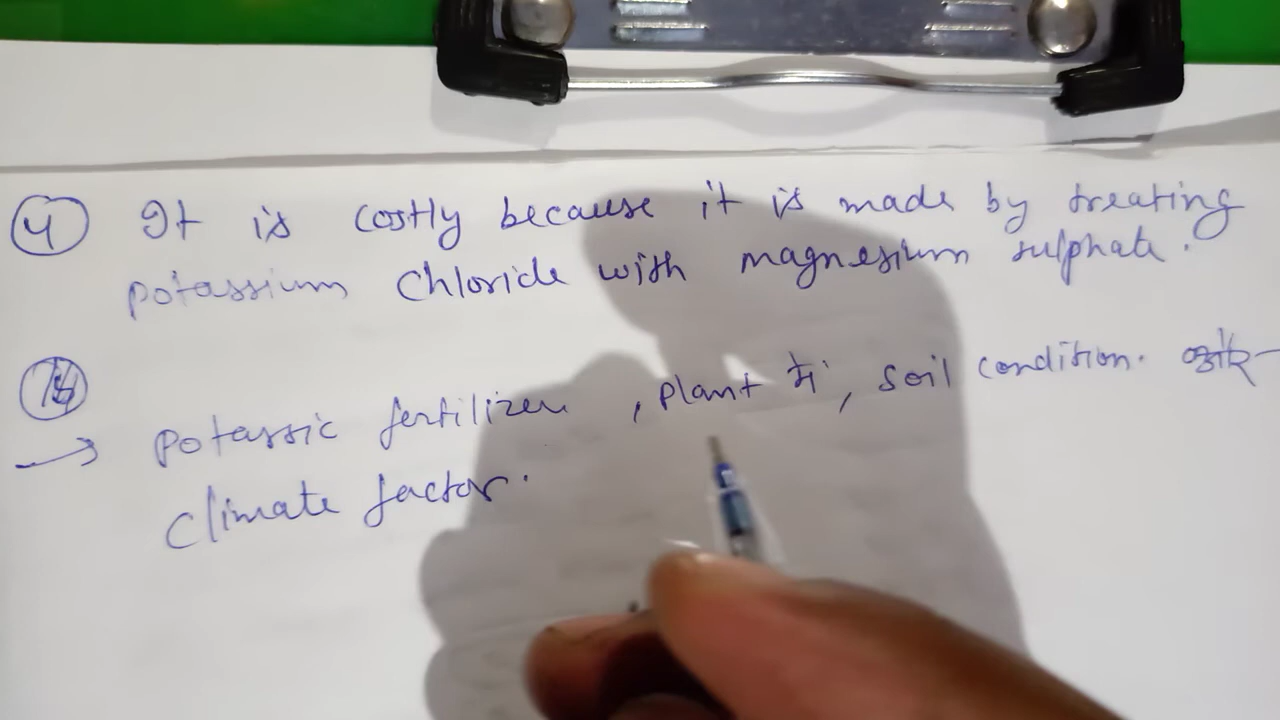 ④ It is costly because it is made by treating
potassium Chloride with magnesium sulphate.
→ Potassic fertilizer , Plant में , soil condition.
Climate factor.